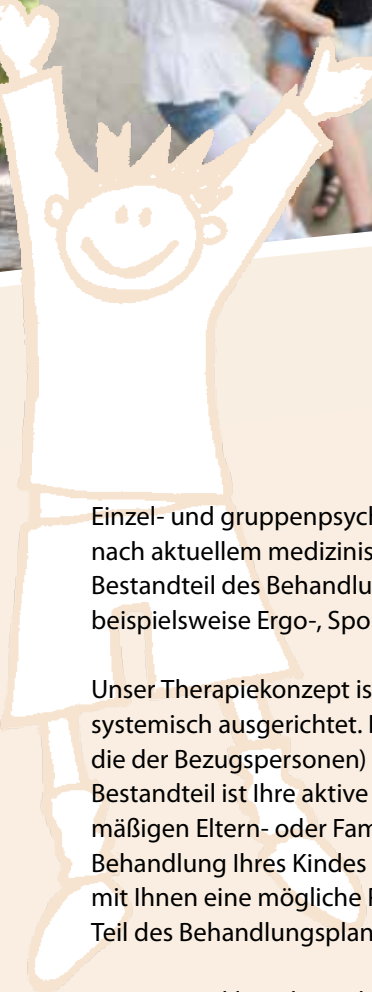 Einzel- und gruppenpsych
nach aktuellem medizinis
Bestandteil des Behandlu
beispielsweise Ergo-, Spo
Unser Therapiekonzept is
systemisch ausgerichtet.
die der Bezugspersonen)
Bestandteil ist Ihre aktive
mäßigen Eltern- oder Fam
Behandlung Ihres Kindes
mit Ihnen eine mögliche
Teil des Behandlungsplan